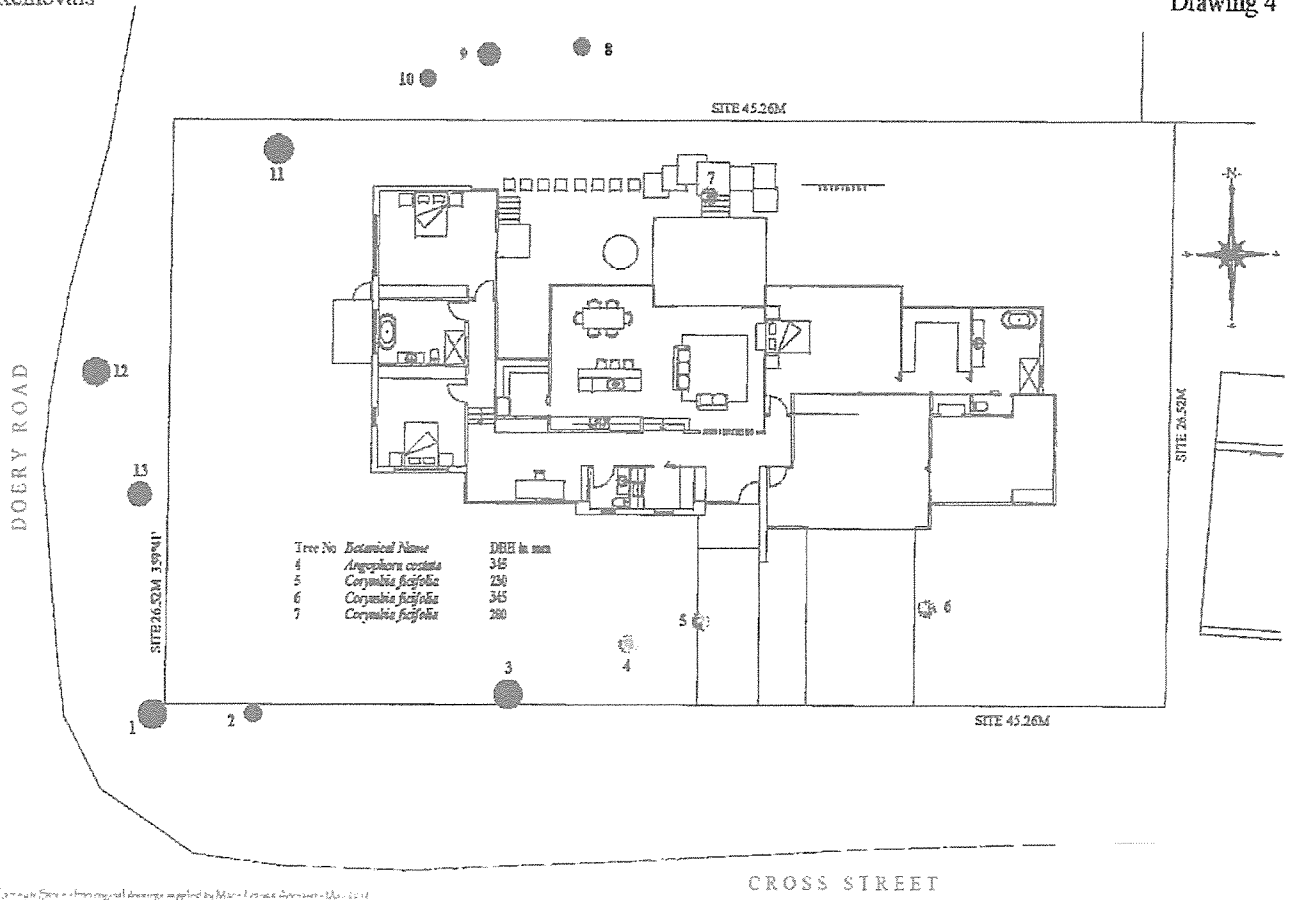 Removals
Drawing 4
9
8
10
SITE 45.26M
11
7
-N-
12
DOERY ROAD
SITE 26.52M
13
Tree No Botanical Name DBH in mm
4 Angophora costata 345
5 Corymbia ficifolia 230
6 Corymbia ficifolia 345
7 Corymbia ficifolia 280
SITE 26.52M
5
6
4
3
1
2
SITE 45.26M
CROSS STREET